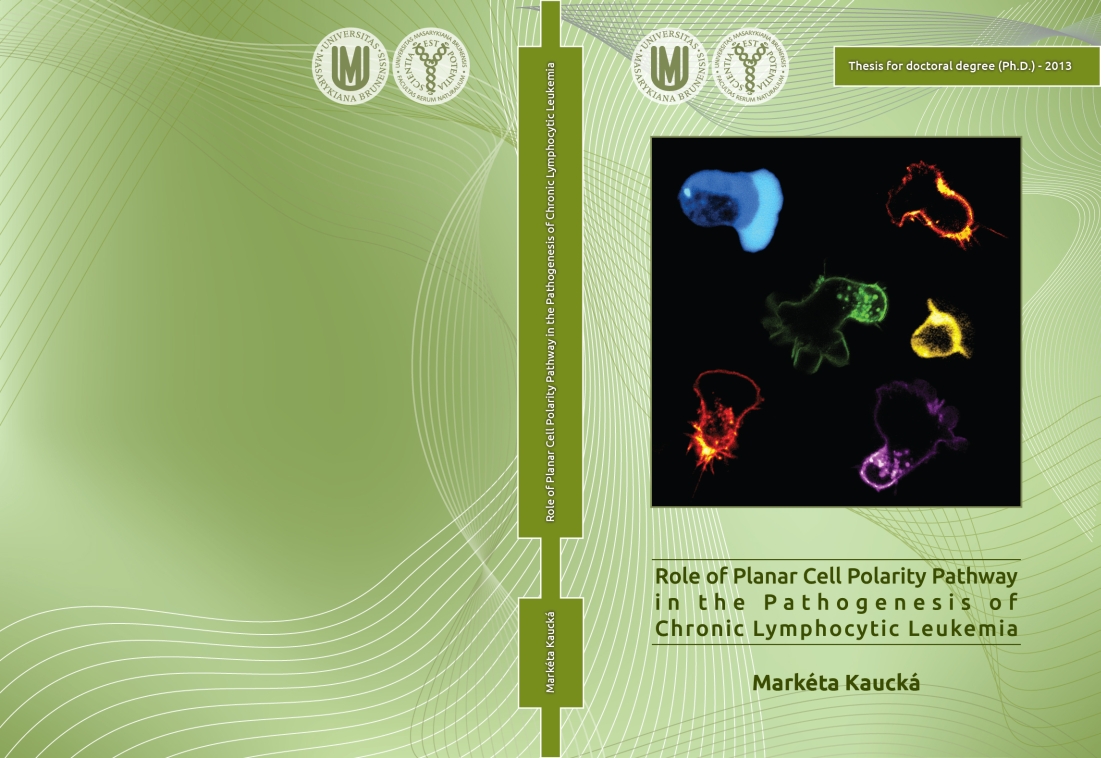 UNIVERSITAS MASARYKIANA BRUNENSIS
UNIVERSITAS MASARYKIANA BRUNENSIS
SCIENTIA EST POTENTIA
FACULTAS RERUM NATURALIUM
Role of Planar Cell Polarity Pathway in the Pathogenesis of Chronic Lymphocytic Leukemia
Markéta Kaucká
UNIVERSITAS MASARYKIANA BRUNENSIS
UNIVERSITAS MASARYKIANA BRUNENSIS
SCIENTIA EST POTENTIA
FACULTAS RERUM NATURALIUM
Thesis for doctoral degree (Ph.D.) - 2013
Role of Planar Cell Polarity Pathway
in the Pathogenesis of
Chronic Lymphocytic Leukemia
Markéta Kaucká